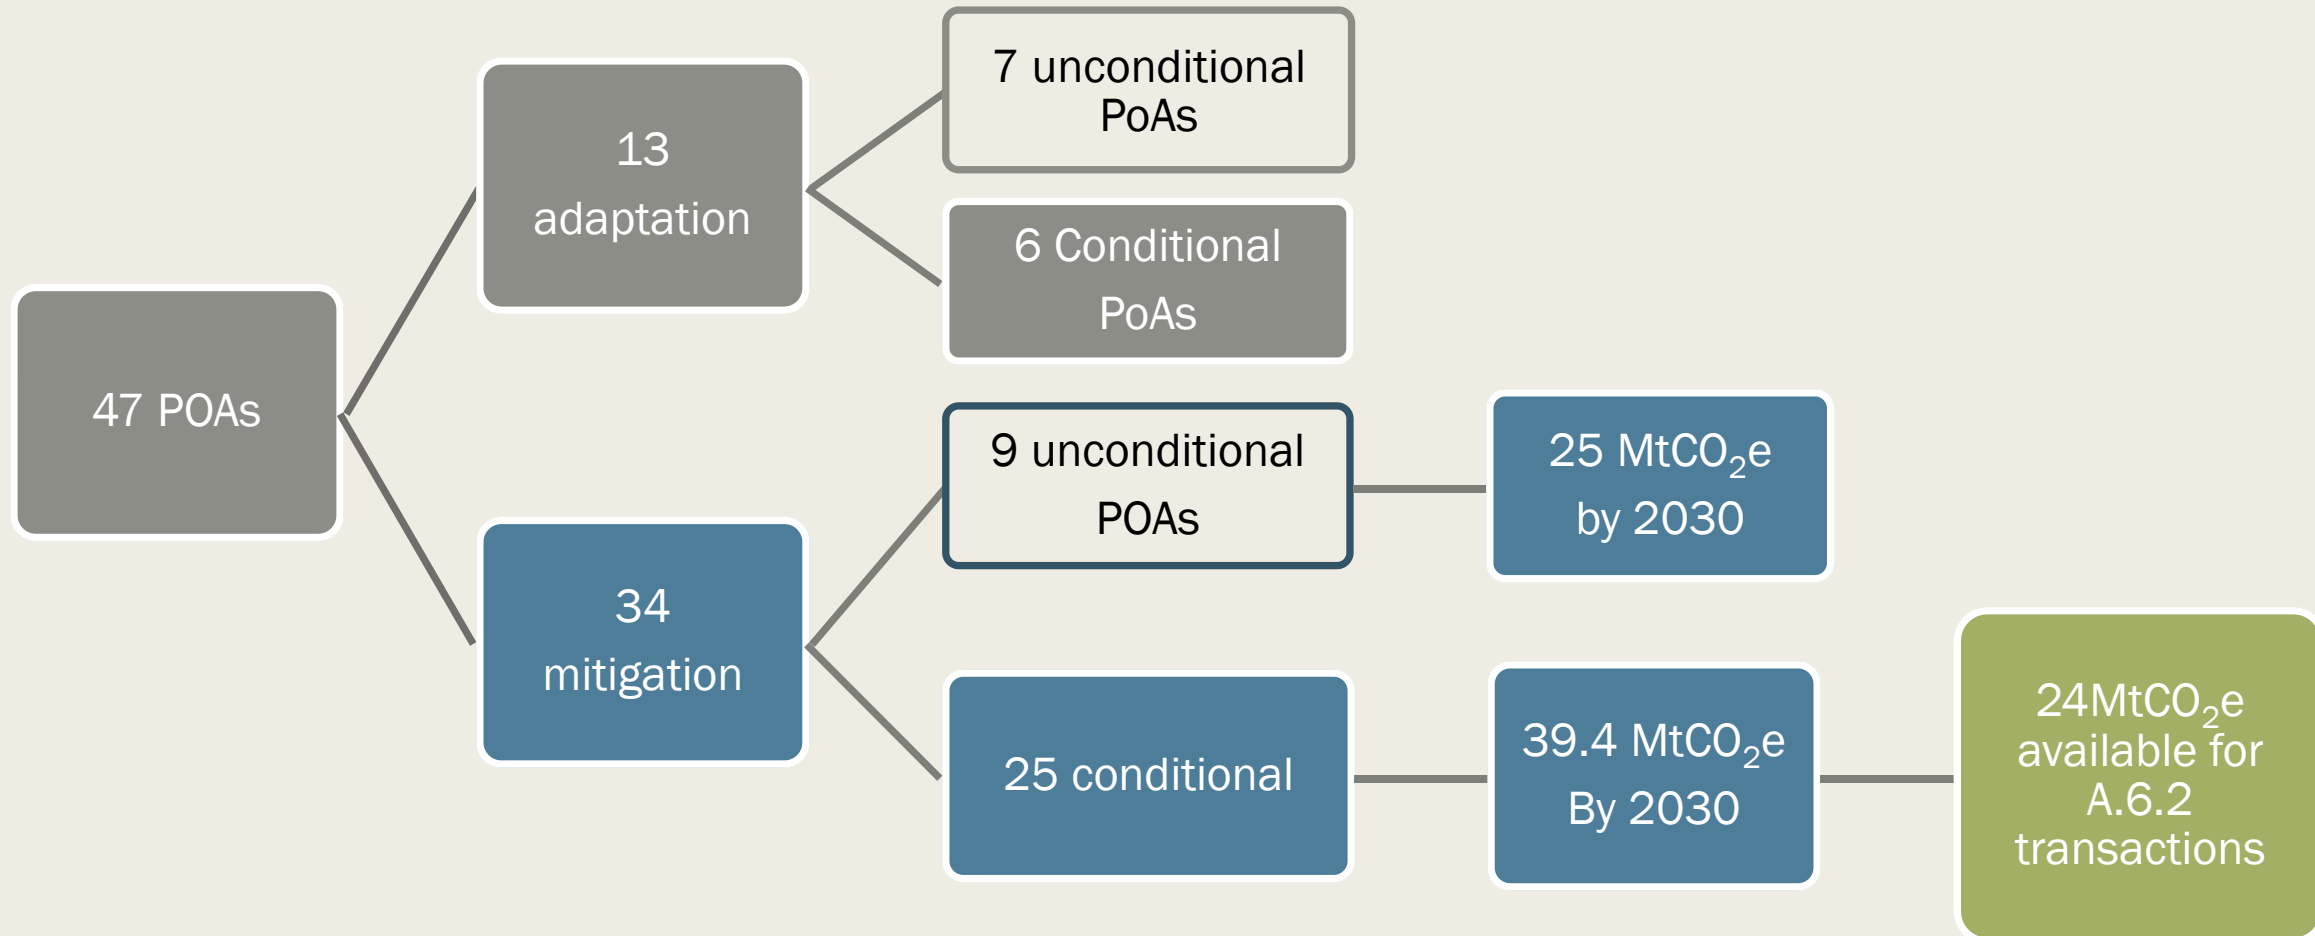 47 POAs
13
adaptation
7 unconditional
PoAs
6 Conditional
PoAs
34
mitigation
9 unconditional
POAs
25 MtCO₂e
by 2030
25 conditional
39.4 MtCO₂e
By 2030
24MtCO₂e
available for
A.6.2
transactions